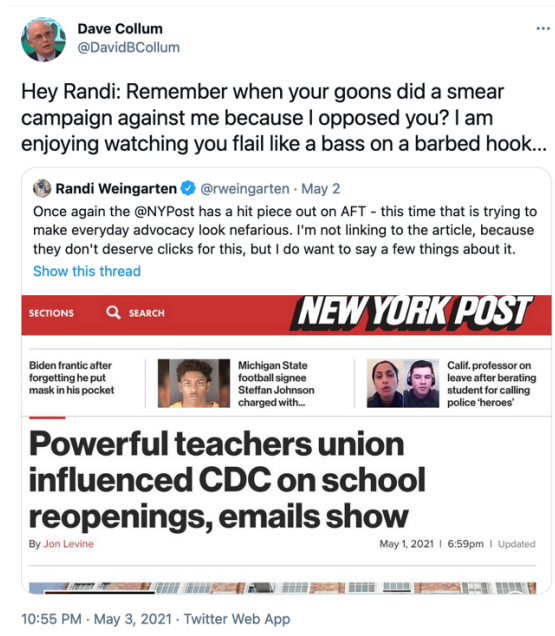 Dave Collum
@DavidBCollum
Hey Randi: Remember when your goons did a smear
campaign against me because I opposed you? I am
enjoying watching you flail like a bass on a barbed hook...
Randi Weingarten @rweingarten · May 2
Once again the @NYPost has a hit piece out on AFT - this time that is trying to
make everyday advocacy look nefarious. I'm not linking to the article, because
they don't deserve clicks for this, but I do want to say a few things about it.
Show this thread
SECTIONS SEARCH NEW YORK POST
Biden frantic after
forgetting he put
mask in his pocket
Michigan State
football signee
Steffan Johnson
charged with...
Calif. professor on
leave after berating
student for calling
police 'heroes'
Powerful teachers union
influenced CDC on school
reopenings, emails show
By Jon Levine May 1, 2021 | 6:59pm | Updated
10:55 PM · May 3, 2021 · Twitter Web App